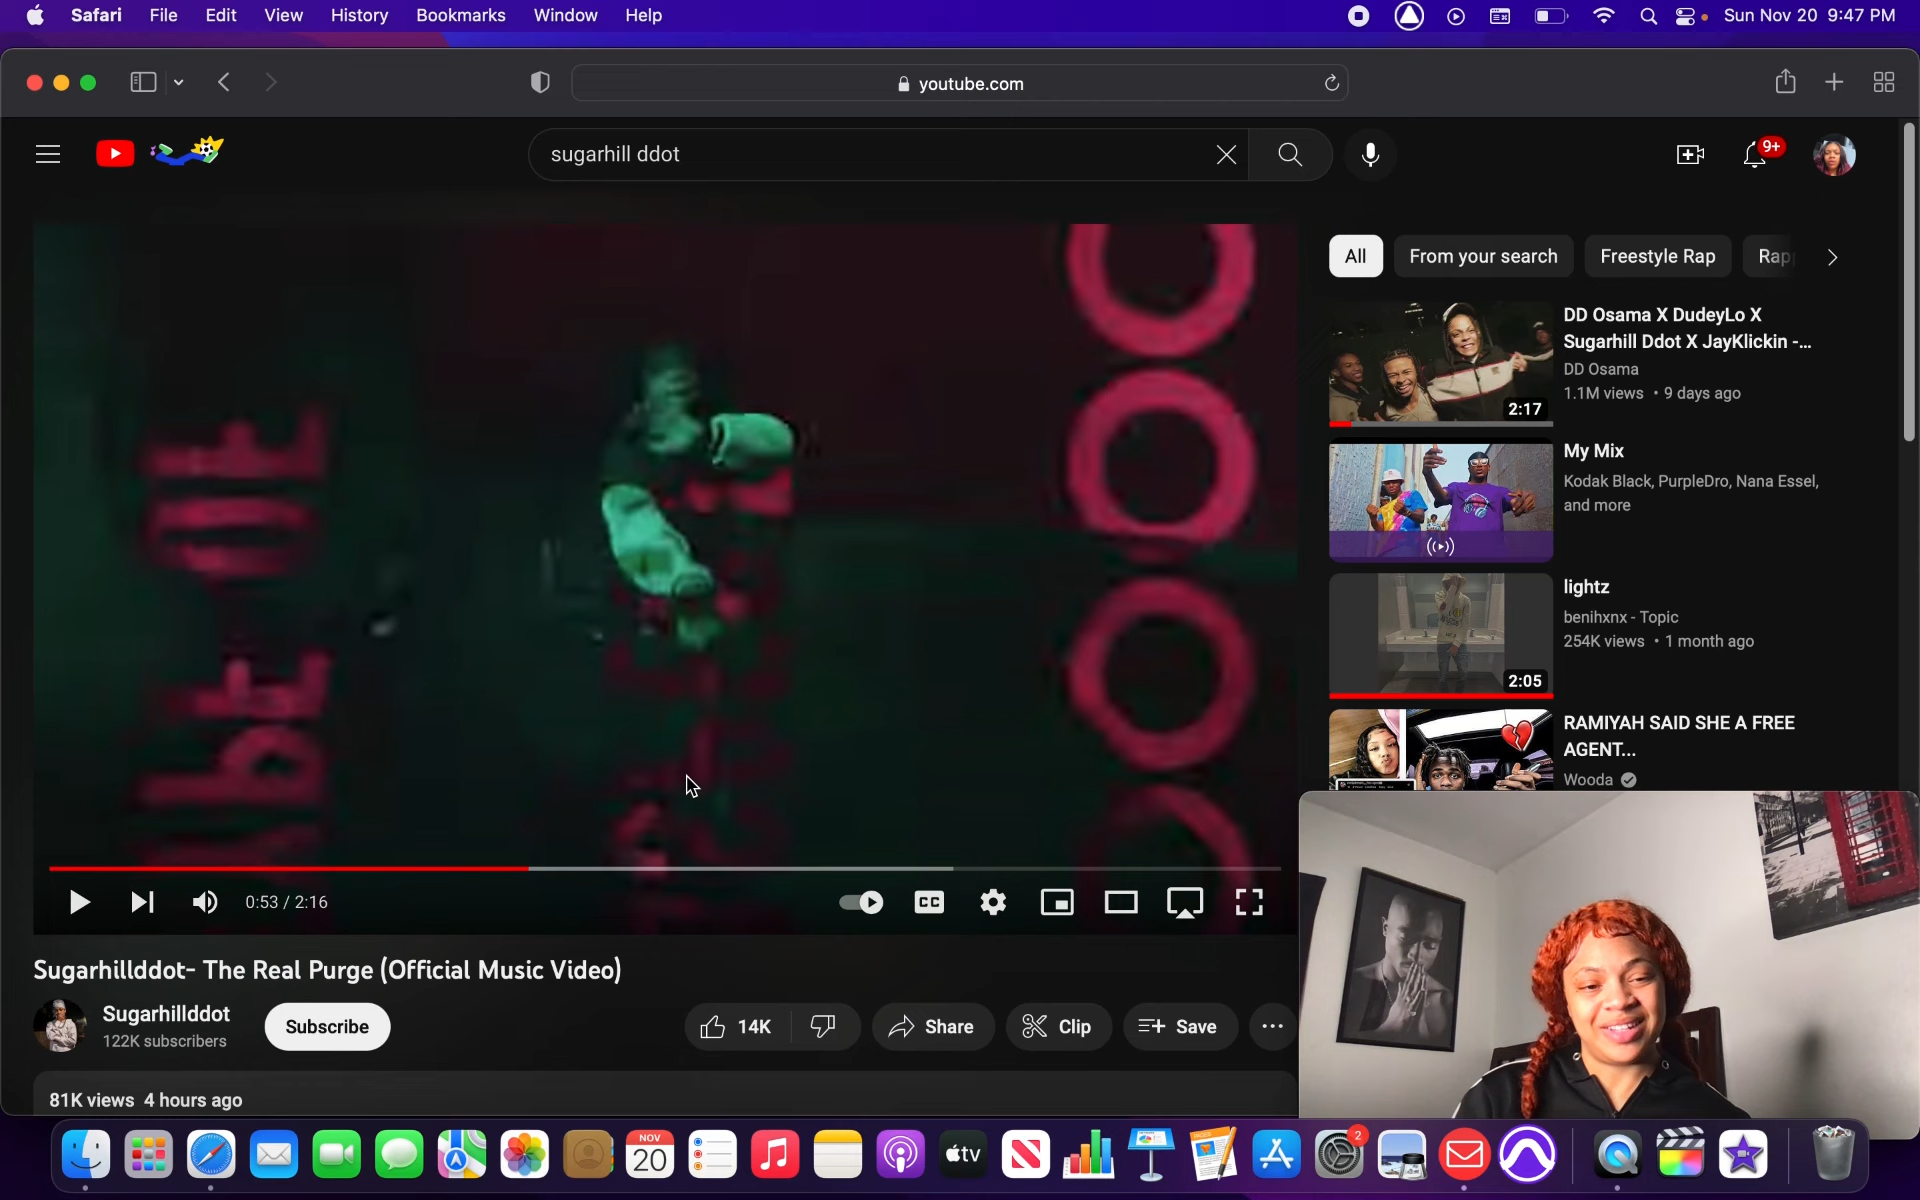 Safari File Edit View History Bookmarks Window Help
Sun Nov 20 9:47 PM
youtube.com
sugarhill ddot
9+
All
From your search
Freestyle Rap
Rap
DD Osama X DudeyLo X
Sugarhill Ddot X JayKlickin -...
DD Osama
1.1M views • 9 days ago
2:17
My Mix
Kodak Black, PurpleDro, Nana Essel,
and more
lightz
benihxnx - Topic
254K views • 1 month ago
2:05
RAMIYAH SAID SHE A FREE
AGENT...
Wooda
0:53 / 2:16
CC
Sugarhillddot- The Real Purge (Official Music Video)
Sugarhillddot
122K subscribers
Subscribe
14K
Share
Clip
Save
81K views 4 hours ago
NOV
20
tv
2